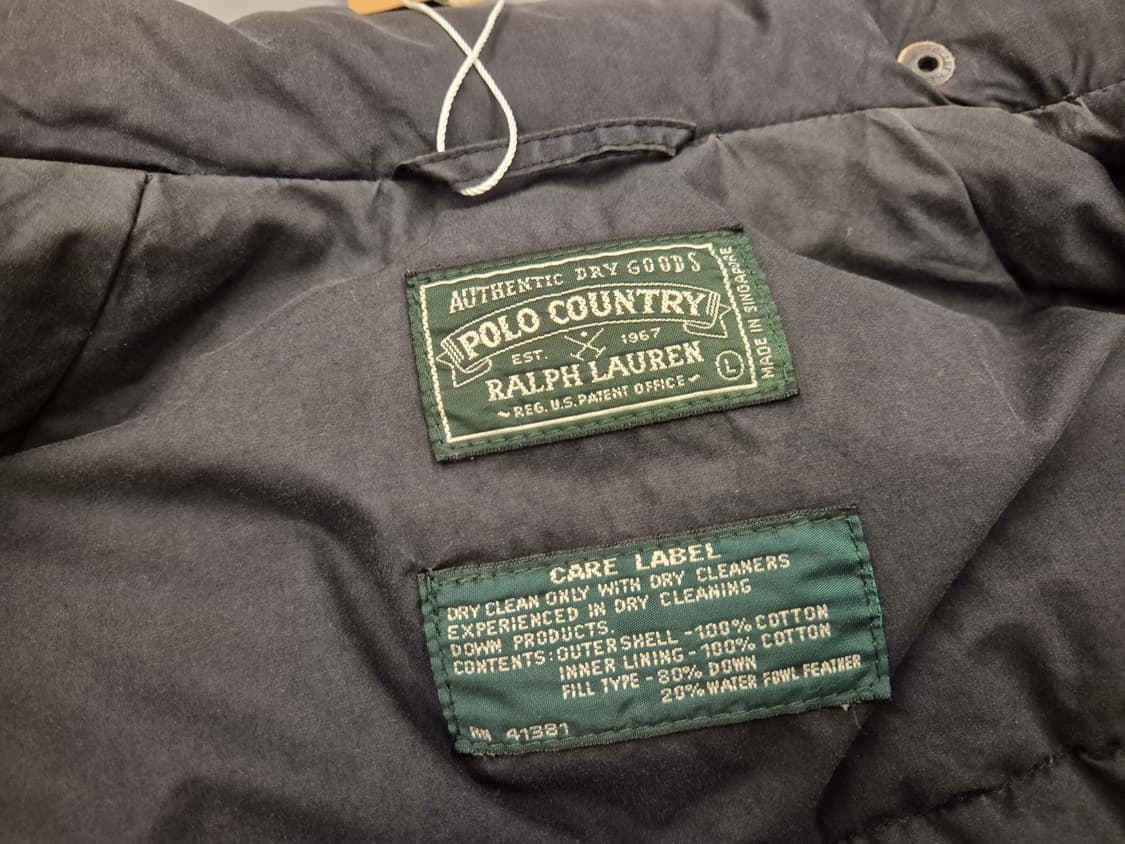 AUTHENTIC DRY GOODS
POLO COUNTRY
EST. 1967
RALPH LAUREN
REG. U.S. PATENT OFFICE
L
MADE IN SINGAPORE
CARE LABEL
DRY CLEAN ONLY WITH DRY CLEANERS
EXPERIENCED IN DRY CLEANING
DOWN PRODUCTS.
CONTENTS: OUTER SHELL - 100% COTTON
INNER LINING - 100% COTTON
FILL TYPE - 80% DOWN
20% WATER FOWL FEATHER
RN 41381